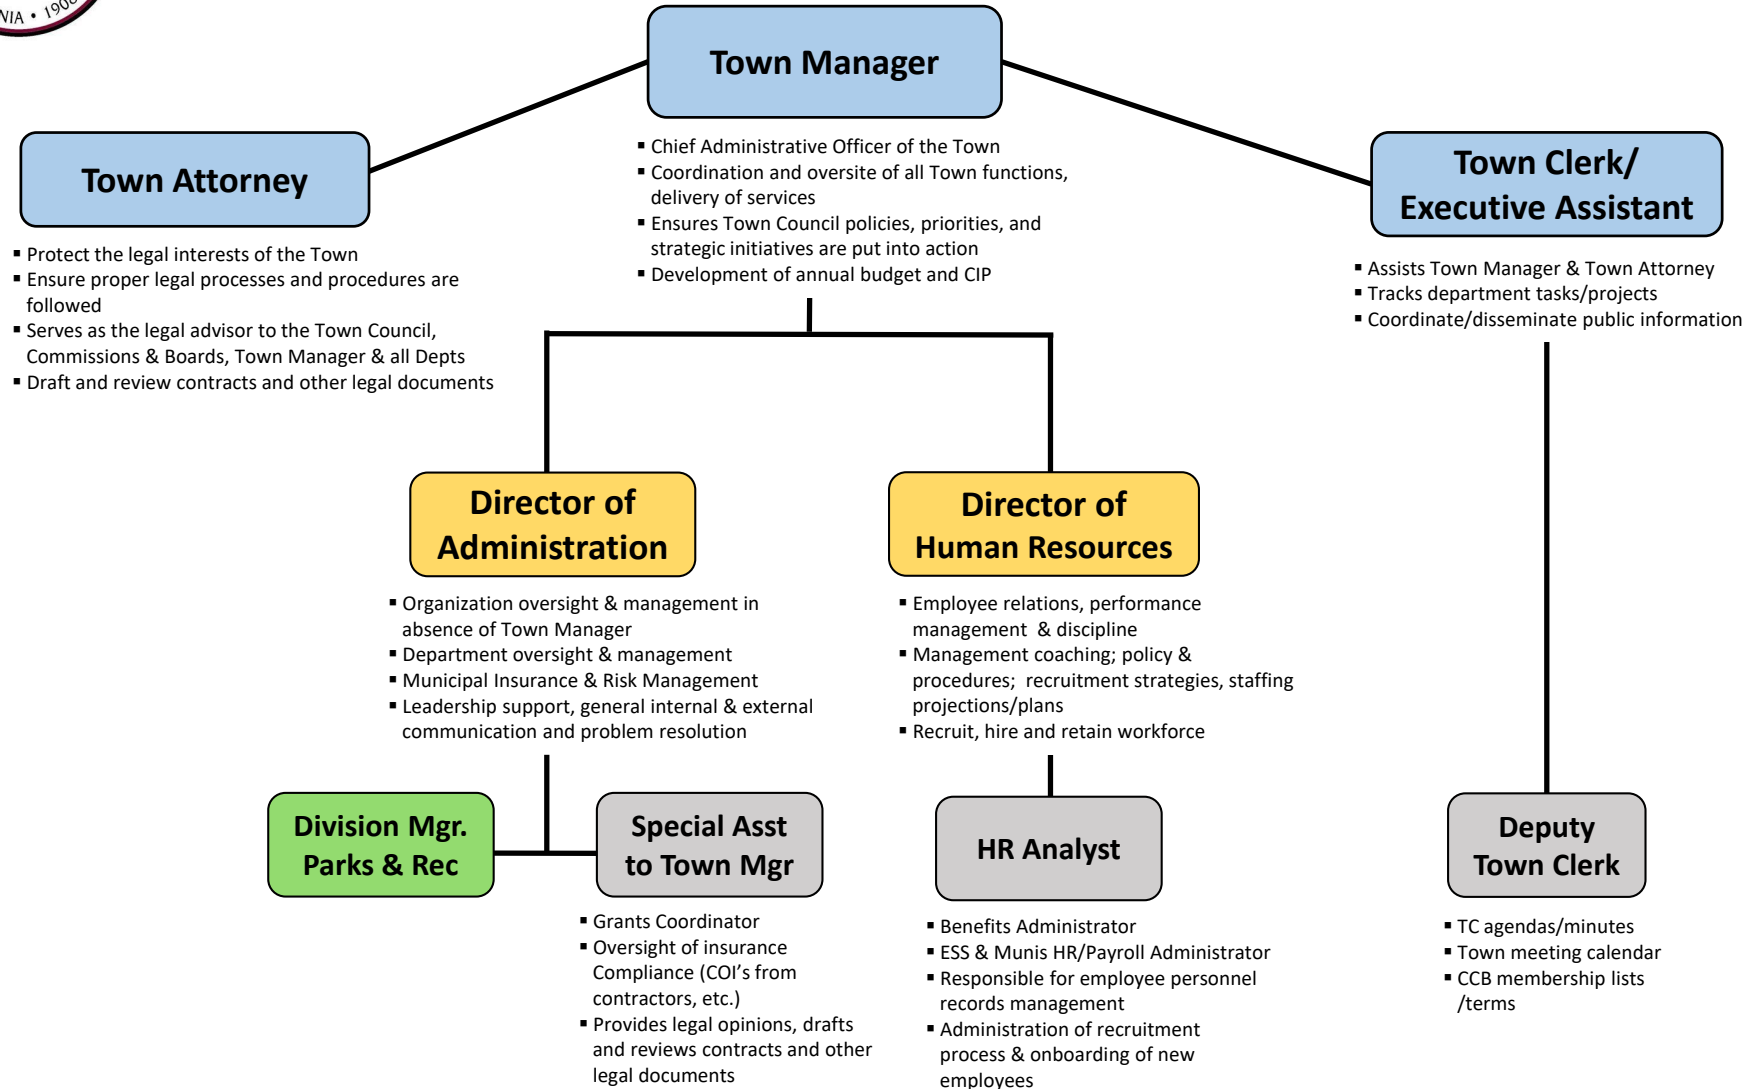 NIA • 1908
Town Manager
▪ Chief Administrative Officer of the Town
▪ Coordination and oversite of all Town functions,
delivery of services
▪ Ensures Town Council policies, priorities, and
strategic initiatives are put into action
▪ Development of annual budget and CIP
Town Attorney
▪ Protect the legal interests of the Town
▪ Ensure proper legal processes and procedures are
followed
▪ Serves as the legal advisor to the Town Council,
Commissions & Boards, Town Manager & all Depts
▪ Draft and review contracts and other legal documents
Town Clerk/
Executive Assistant
▪ Assists Town Manager & Town Attorney
▪ Tracks department tasks/projects
▪ Coordinate/disseminate public information
Director of
Administration
▪ Organization oversight & management in
absence of Town Manager
▪ Department oversight & management
▪ Municipal Insurance & Risk Management
▪ Leadership support, general internal & external
communication and problem resolution
Director of
Human Resources
▪ Employee relations, performance
management & discipline
▪ Management coaching; policy &
procedures; recruitment strategies, staffing
projections/plans
▪ Recruit, hire and retain workforce
Division Mgr.
Parks & Rec
Special Asst
to Town Mgr
▪ Grants Coordinator
▪ Oversight of insurance
Compliance (COI's from
contractors, etc.)
▪ Provides legal opinions, drafts
and reviews contracts and other
legal documents
HR Analyst
▪ Benefits Administrator
▪ ESS & Munis HR/Payroll Administrator
▪ Responsible for employee personnel
records management
▪ Administration of recruitment
process & onboarding of new
employees
Deputy
Town Clerk
▪ TC agendas/minutes
▪ Town meeting calendar
▪ CCB membership lists
/terms